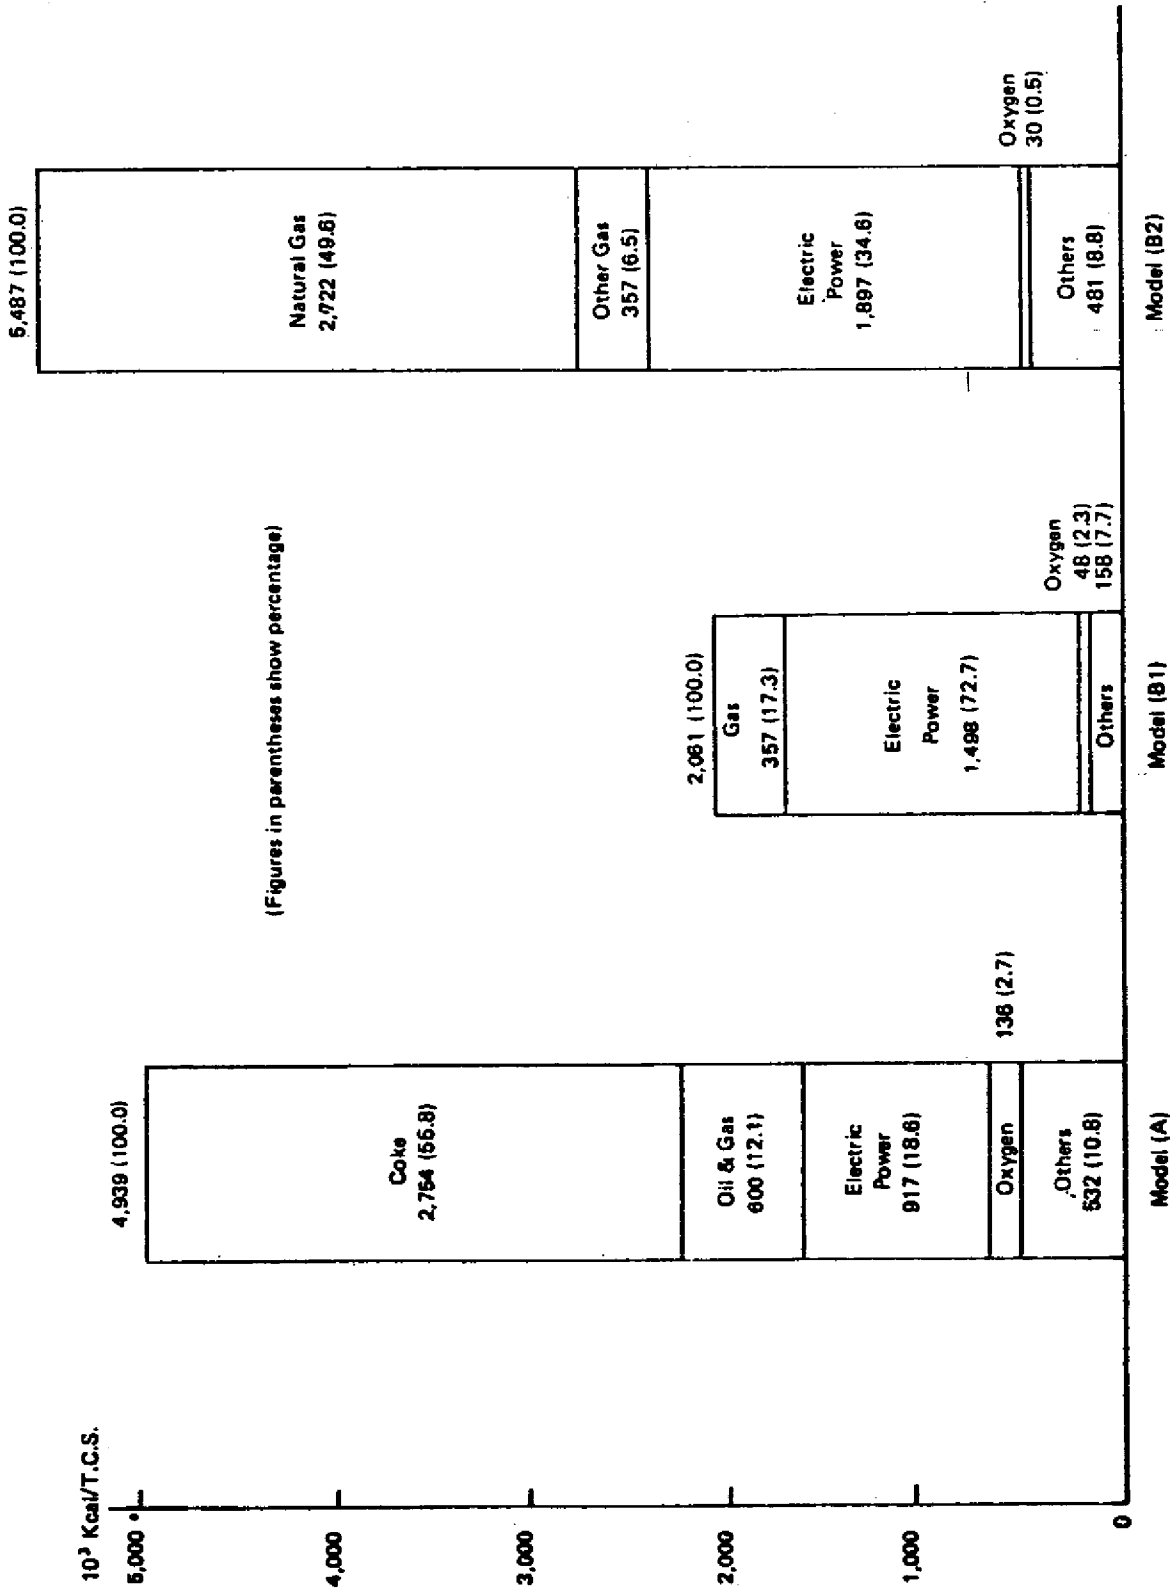 10³ Kcal/T.C.S.
5,000
4,000
3,000
2,000
1,000
0
(Figures in parentheses show percentage)
4,939 (100.0)
Coke
2,754 (55.8)
Oil & Gas
600 (12.1)
Electric
Power
917 (18.6)
Oxygen
136 (2.7)
Others
532 (10.8)
Model (A)
2,061 (100.0)
Gas
357 (17.3)
Electric
Power
1,498 (72.7)
Oxygen
48 (2.3)
158 (7.7)
Others
Model (B1)
5,487 (100.0)
Natural Gas
2,722 (49.6)
Other Gas
357 (6.5)
Electric
Power
1,897 (34.6)
Oxygen
30 (0.5)
Others
481 (8.8)
Model (B2)